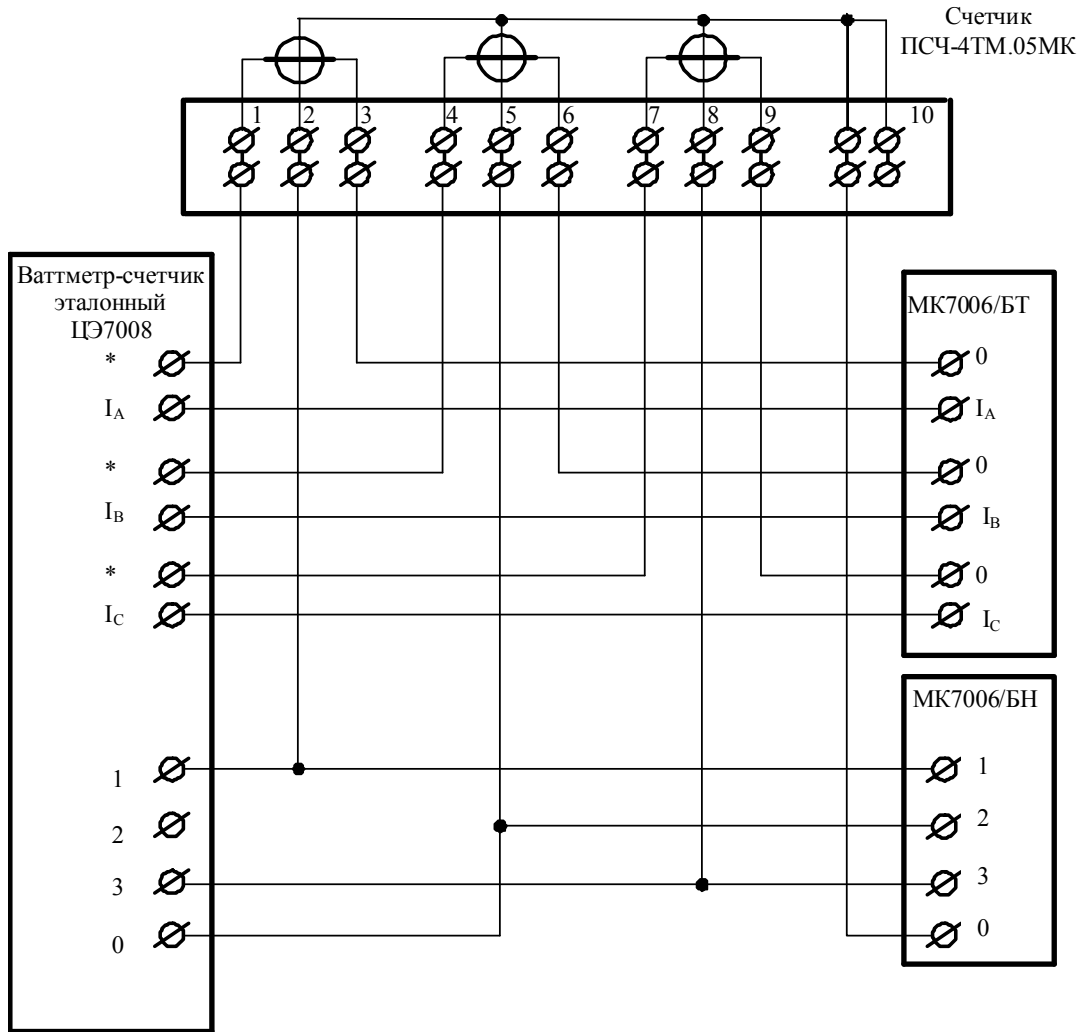 Счетчик
ПСЧ-4ТМ.05МК
1 2 3 4 5 6 7 8 9 10
Ваттметр-счетчик
эталонный
ЦЭ7008
*
IA
*
IB
*
IC
1
2
3
0
МК7006/БТ
0
IA
0
IB
0
IC
МК7006/БН
1
2
3
0